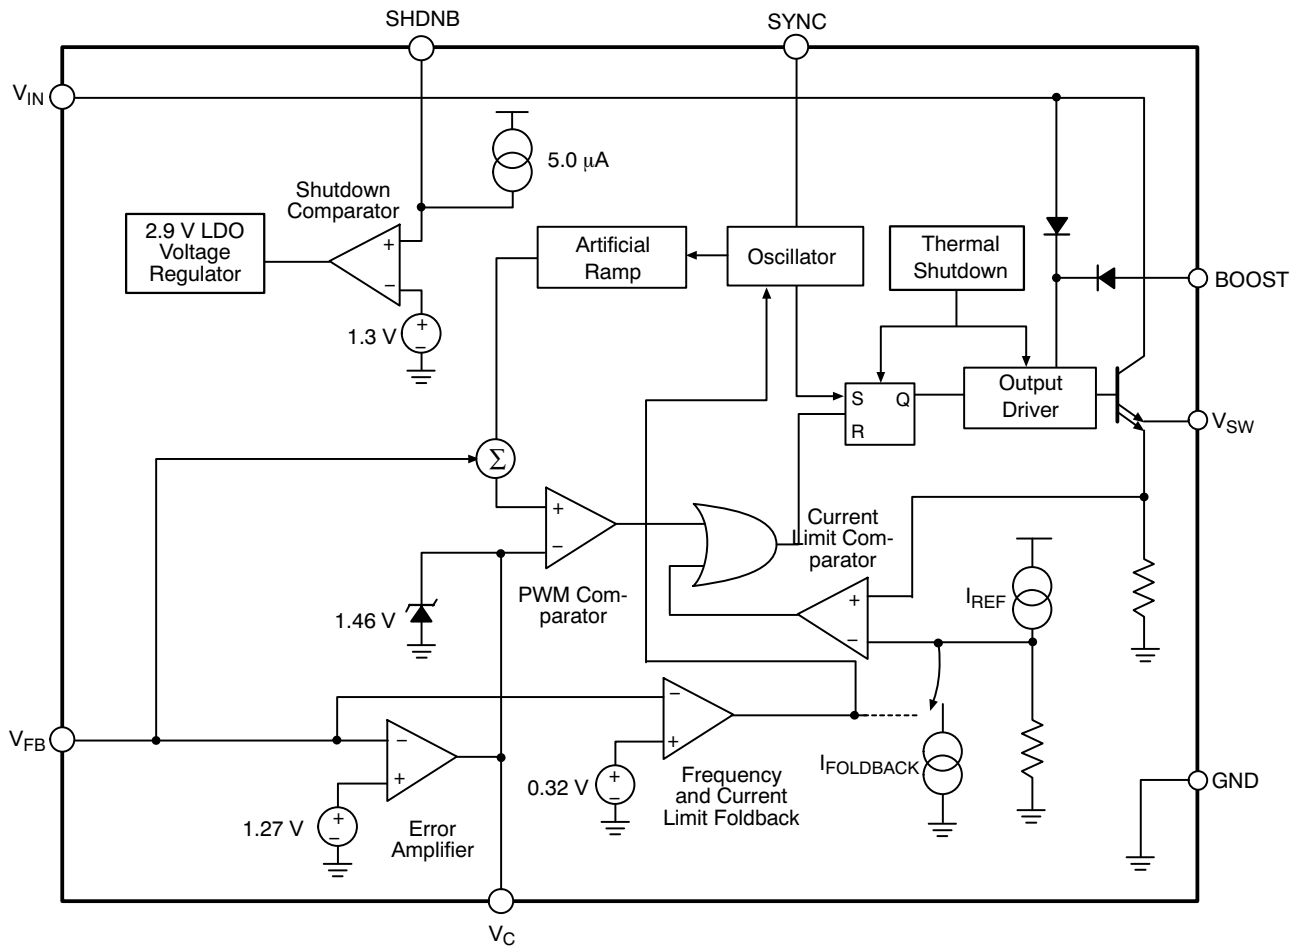 SHDNB
SYNC
V_IN
5.0 μA
Shutdown
Comparator
2.9 V LDO
Voltage
Regulator
+
−
1.3 V
+
−
Artificial
Ramp
Oscillator
Thermal
Shutdown
BOOST
S
Q
R
Output
Driver
V_SW
Σ
+
−
PWM Com-
parator
Current
Limit Com-
parator
+
−
I_REF
1.46 V
V_FB
−
+
1.27 V
+
−
Error
Amplifier
−
+
0.32 V
+
−
Frequency
and Current
Limit Foldback
I_FOLDBACK
GND
V_C